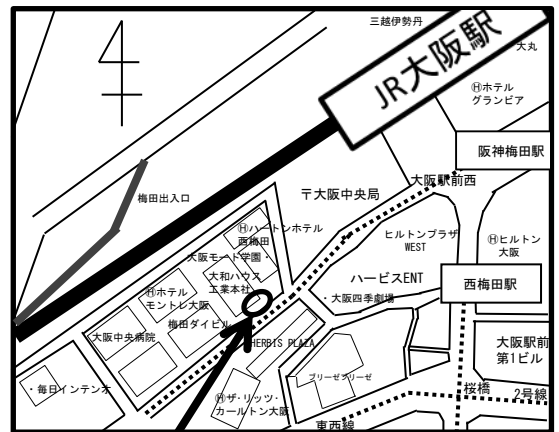 三越伊勢丹
JR大阪駅
大丸
Ⓗホテル
グランビア
阪神梅田駅
大阪駅前西
梅田出入口
〒大阪中央局
Ⓗハートンホテル
西梅田
大阪モード学園・
ヒルトンプラザ
WEST
Ⓗヒルトン
大阪
大和ハウス
工業本社
ハービスENT
西梅田駅
Ⓗホテル
モントレ大阪
・大阪四季劇場
梅田ダイビル
大阪中央病院
HERBIS PLAZA
大阪駅前
第1ビル
ブリーゼブリーゼ
・毎日インテシオ
Ⓗザ・リッツ・
カールトン大阪
桜橋
2号線
東西線